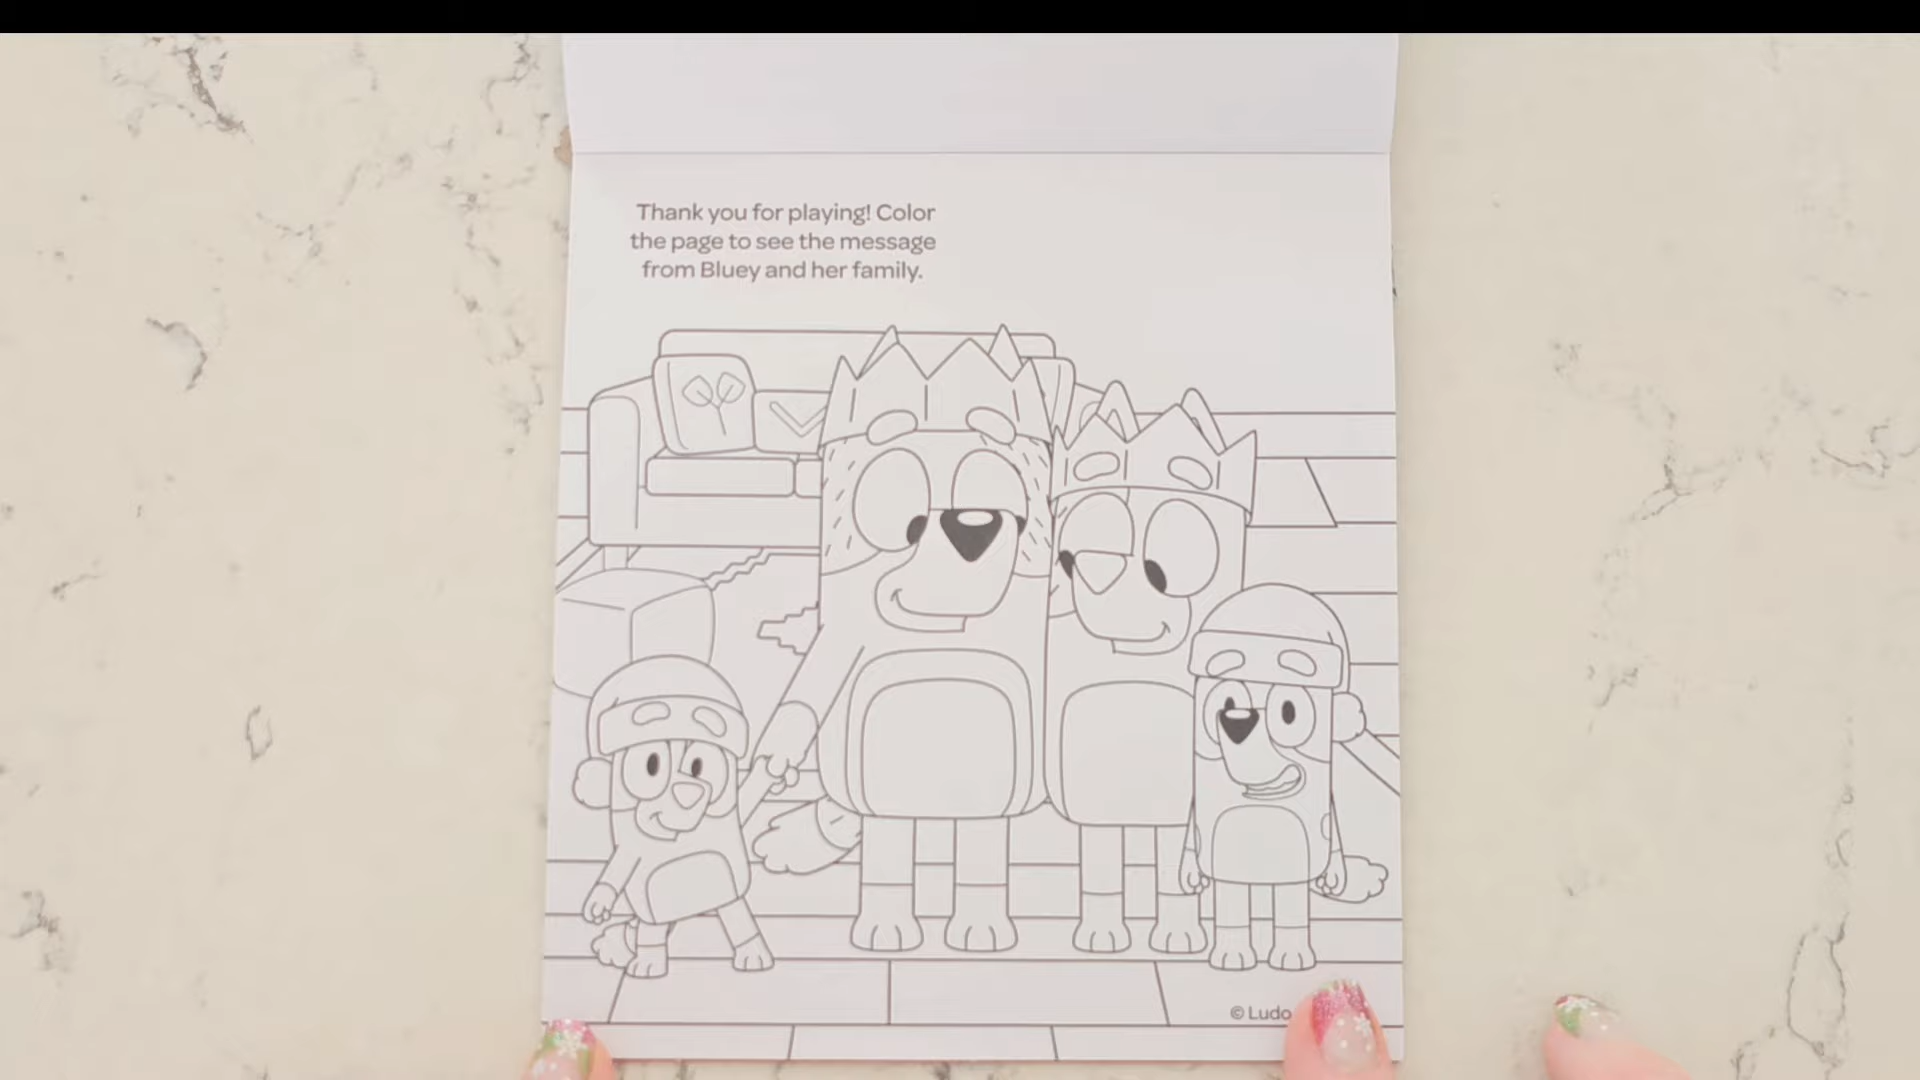 Thank you for playing! Color
the page to see the message
from Bluey and her family.
© Ludo